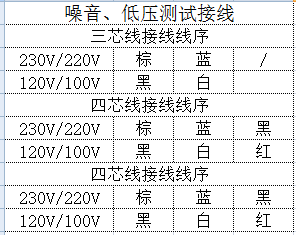 噪音、低压测试接线
三芯线接线线序
230V/220V 棕 蓝 /
120V/100V 黑 白
四芯线接线线序
230V/220V 棕 蓝 黑
120V/100V 黑 白 红
四芯线接线线序
230V/220V 棕 蓝 黑
120V/100V 黑 白 红